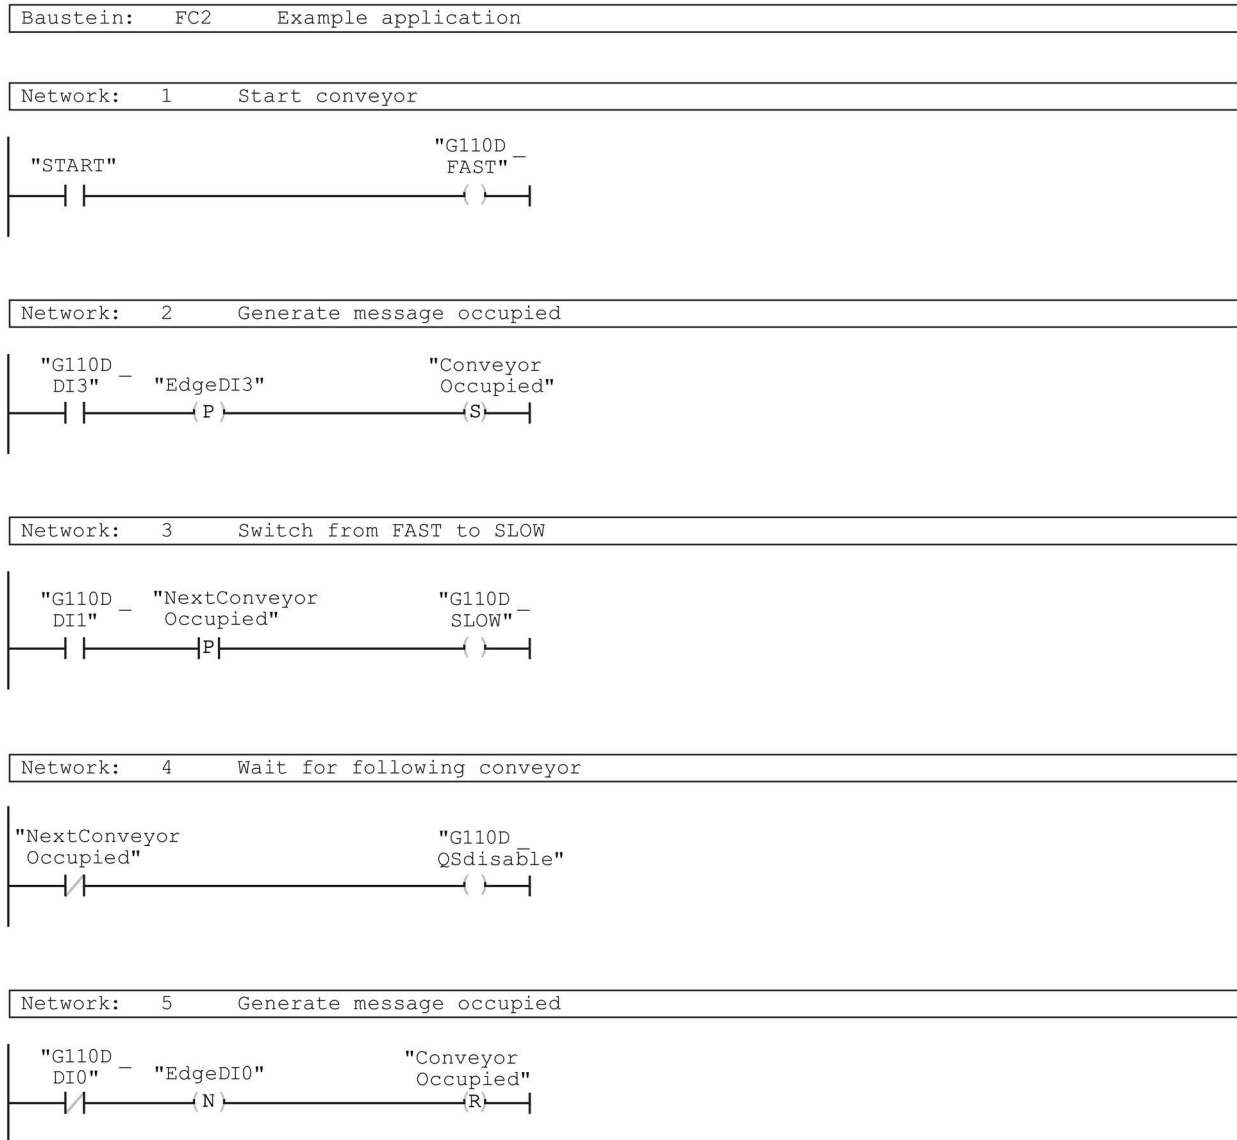 Baustein: FC2 Example application
Network: 1 Start conveyor
"START"
"G110D_
FAST"
( )
Network: 2 Generate message occupied
"G110D_
DI3"
"EdgeDI3"
"Conveyor
Occupied"
(P)
(S)
Network: 3 Switch from FAST to SLOW
"G110D_
DI1"
"NextConveyor
Occupied"
"G110D_
SLOW"
P
( )
Network: 4 Wait for following conveyor
"NextConveyor
Occupied"
"G110D_
QSdisable"
( )
Network: 5 Generate message occupied
"G110D_
DI0"
"EdgeDI0"
"Conveyor
Occupied"
(N)
(R)